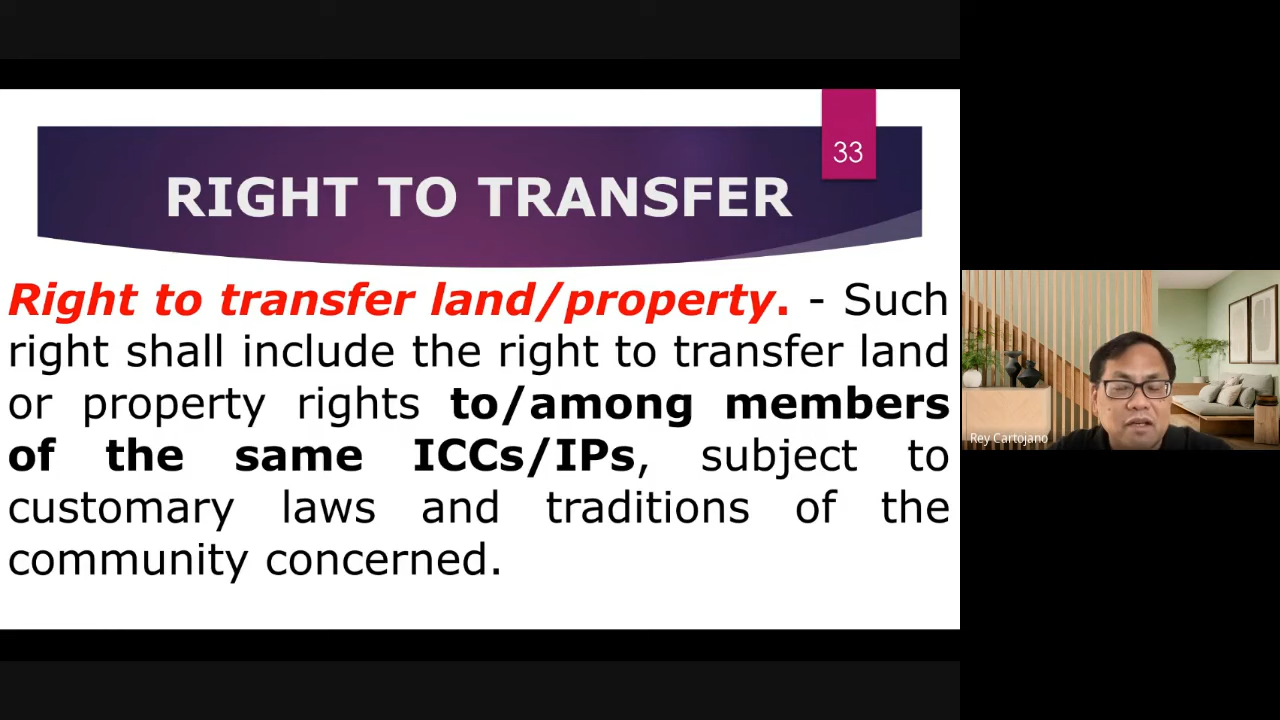 33
RIGHT TO TRANSFER
Right to transfer land/property. - Such
right shall include the right to transfer land
or property rights to/among members
of the same ICCs/IPs, subject to
customary laws and traditions of the
community concerned.
Rey Cartojano